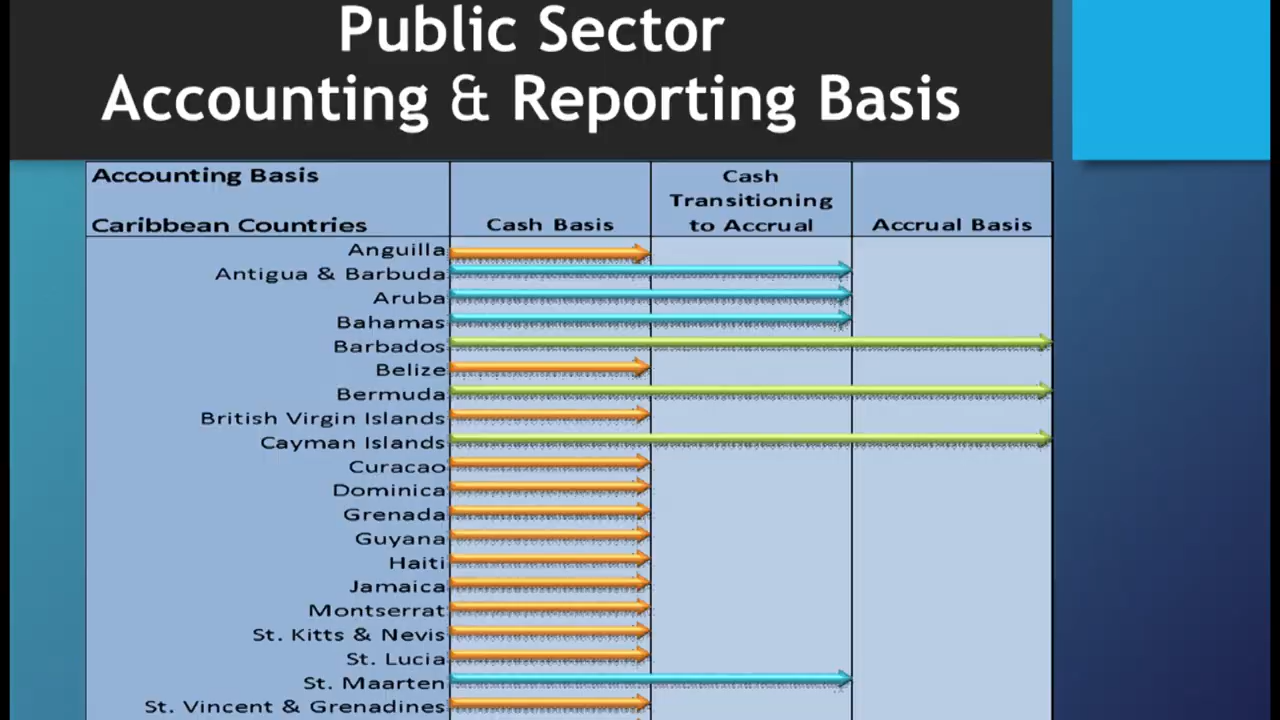 Public Sector
Accounting & Reporting Basis
Accounting Basis
Caribbean Countries
Cash Basis
Cash
Transitioning
to Accrual
Accrual Basis
Anguilla
Antigua & Barbuda
Aruba
Bahamas
Barbados
Belize
Bermuda
British Virgin Islands
Cayman Islands
Curacao
Dominica
Grenada
Guyana
Haiti
Jamaica
Montserrat
St. Kitts & Nevis
St. Lucia
St. Maarten
St. Vincent & Grenadines